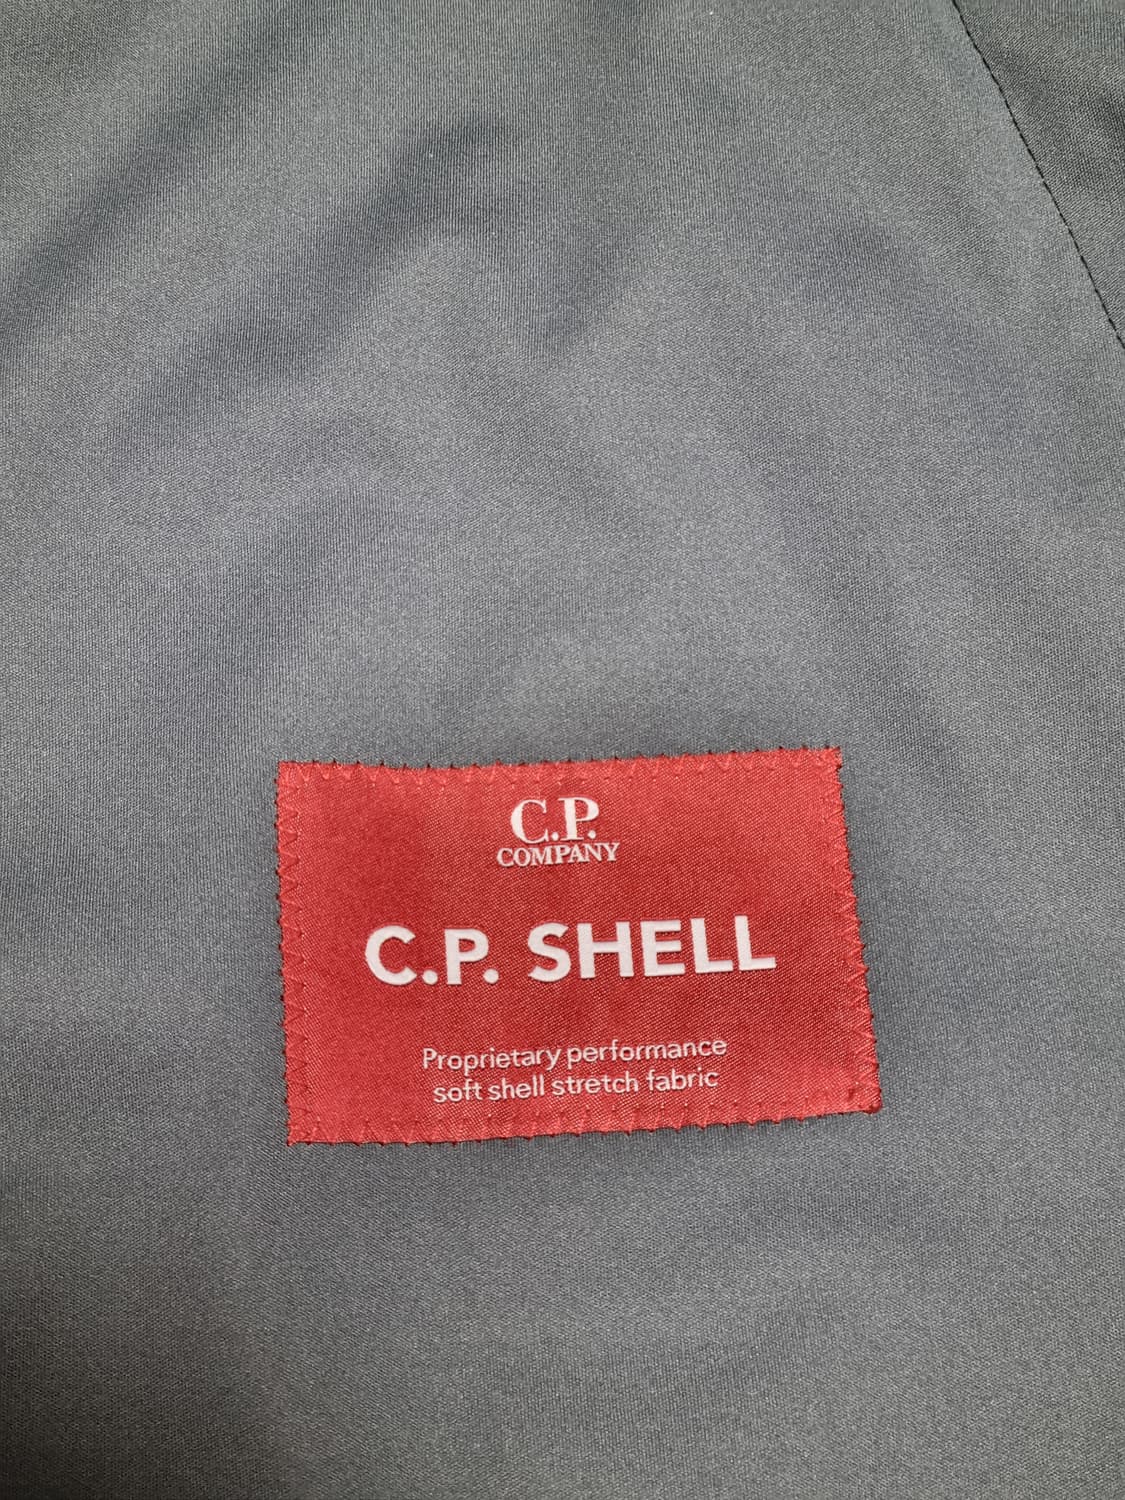 C.P.
COMPANY
C.P. SHELL
Proprietary performance
soft shell stretch fabric